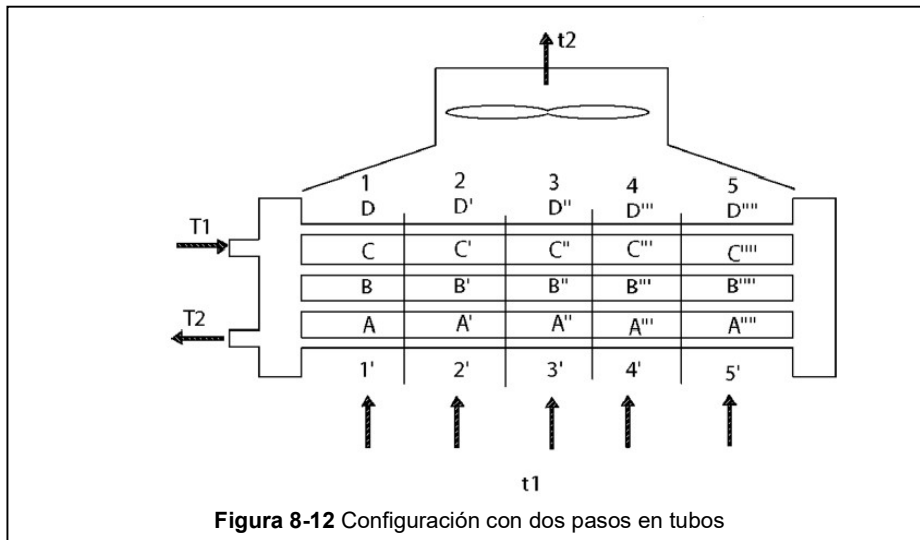 t2
1 2 3 4 5
D D' D'' D''' D''''
T1
C C' C'' C''' C''''
B B' B'' B''' B''''
T2
A A' A'' A''' A''''
1' 2' 3' 4' 5'
t1
Figura 8-12 Configuración con dos pasos en tubos